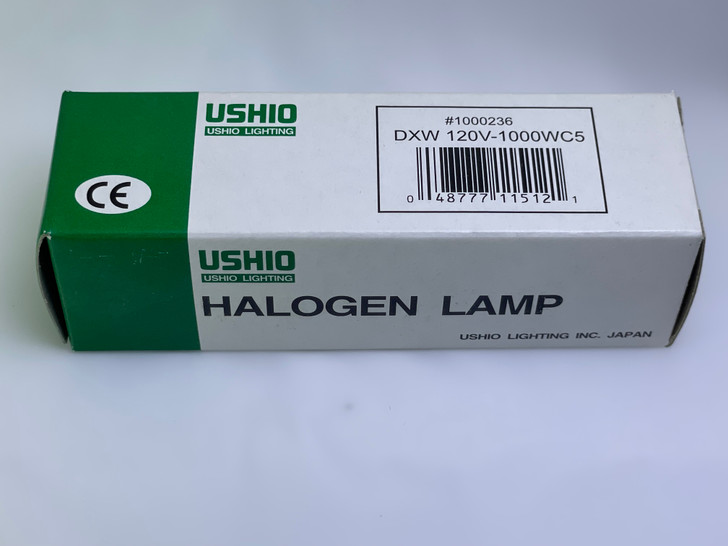 USHIO
USHIO LIGHTING
CE
#1000236
DXW 120V-1000WC5
0 48777 11512 1
USHIO
USHIO LIGHTING
HALOGEN LAMP
USHIO LIGHTING INC. JAPAN